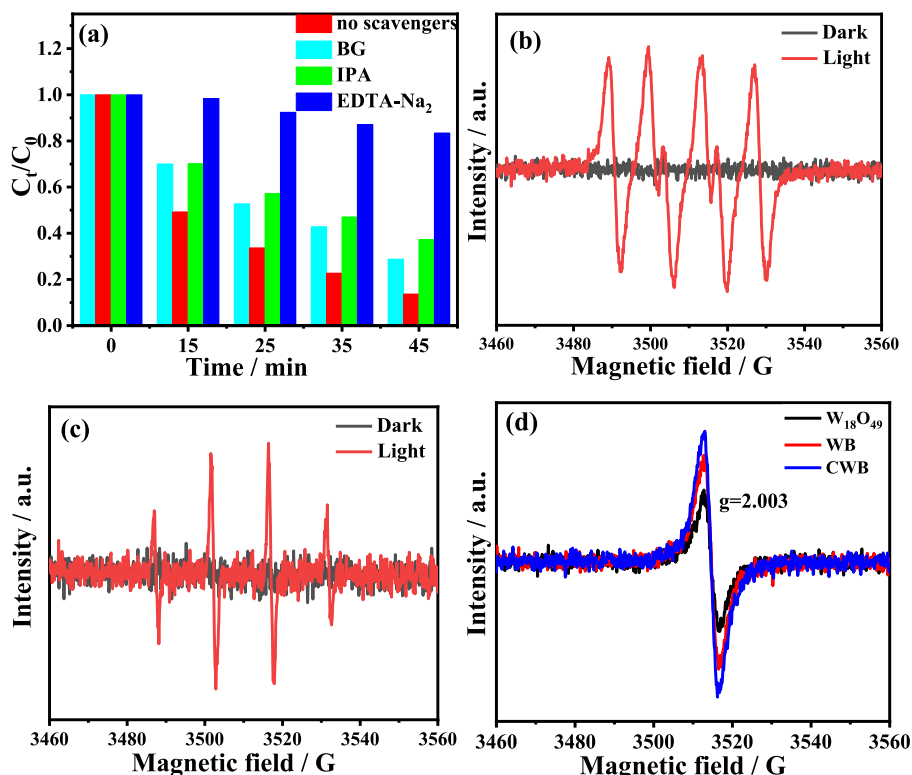 (a)
no scavengers
BG
IPA
EDTA-Na₂
1.2
1.0
0.8
0.6
0.4
0.2
0.0
Cₜ/C₀
0 15 25 35 45
Time / min
(b)
Dark
Light
Intensity / a.u.
3460 3480 3500 3520 3540 3560
Magnetic field / G
(c)
Dark
Light
Intensity / a.u.
3460 3480 3500 3520 3540 3560
Magnetic field / G
(d)
W₁₈O₄₉
WB
CWB
g=2.003
Intensity / a.u.
3460 3480 3500 3520 3540 3560
Magnetic field / G